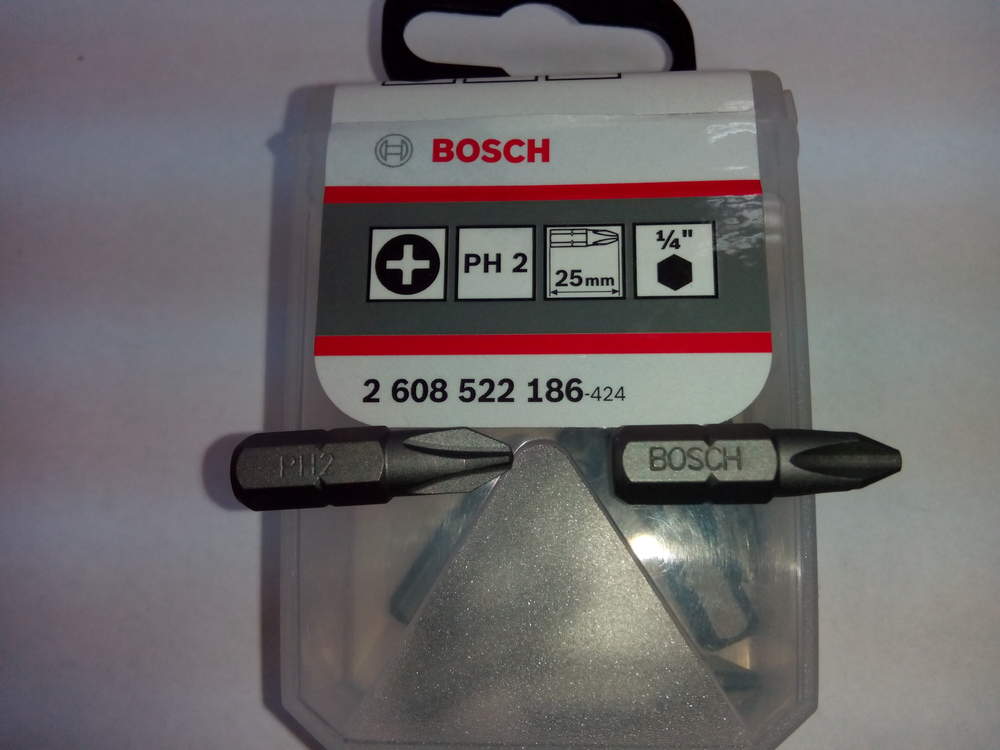 BOSCH
PH 2
25mm
1/4"
2 608 522 186-424
PH2
BOSCH